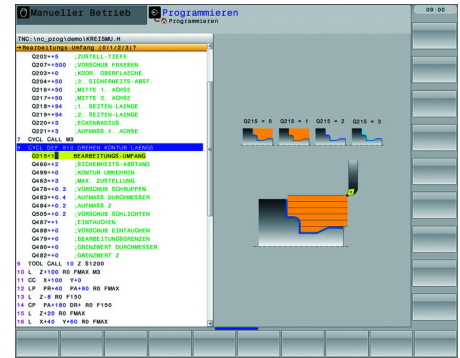 Manueller Betrieb
Programmieren
Programmieren
09:00
TNC:\nc_prog\demo\KREISMU.H
→Bearbeitungs-Umfang (0/1/2/3)?
Q202=+5 ;ZUSTELL-TIEFE
Q207=+500 ;VORSCHUB FRAESEN
Q203=+0 ;KOOR. OBERFLAECHE
Q204=+50 ;2. SICHERHEITS-ABST.
Q216=+50 ;MITTE 1. ACHSE
Q217=+50 ;MITTE 2. ACHSE
Q218=+94 ;1. SEITEN-LAENGE
Q219=+94 ;2. SEITEN-LAENGE
Q220=+3 ;ECKENRADIUS
Q221=+3 ;AUFMASS 1. ACHSE
7 CYCL CALL M3
8 CYCL DEF 810 DREHEN KONTUR LAENGS
Q215=1 BEARBEITUNGS-UMFANG
Q460=+2 ;SICHERHEITS-ABSTAND
Q499=+0 ;KONTUR UMKEHREN
Q463=+3 ;MAX. ZUSTELLUNG
Q478=+0.3 ;VORSCHUB SCHRUPPEN
Q483=+0.4 ;AUFMASS DURCHMESSER
Q484=+0.2 ;AUFMASS Z
Q505=+0.2 ;VORSCHUB SCHLICHTEN
Q487=+1 ;EINTAUCHEN
Q488=+0 ;VORSCHUB EINTAUCHEN
Q479=+0 ;BEARBEITUNGSGRENZEN
Q480=+0 ;GRENZWERT DURCHMESSER
Q482=+0 ;GRENZWERT Z
9 TOOL CALL 10 Z S1200
10 L Z+100 R0 FMAX M3
11 CC X+100 Y+0
12 LP PR+40 PA+90 R0 FMAX
13 L Z-8 R0 F150
14 CP PA+180 DR+ R0 F150
15 L Z+20 R0 FMAX
16 L X+40 Y+60 R0 FMAX
Q215 = 0 Q215 = 1 Q215 = 2 Q215 = 3